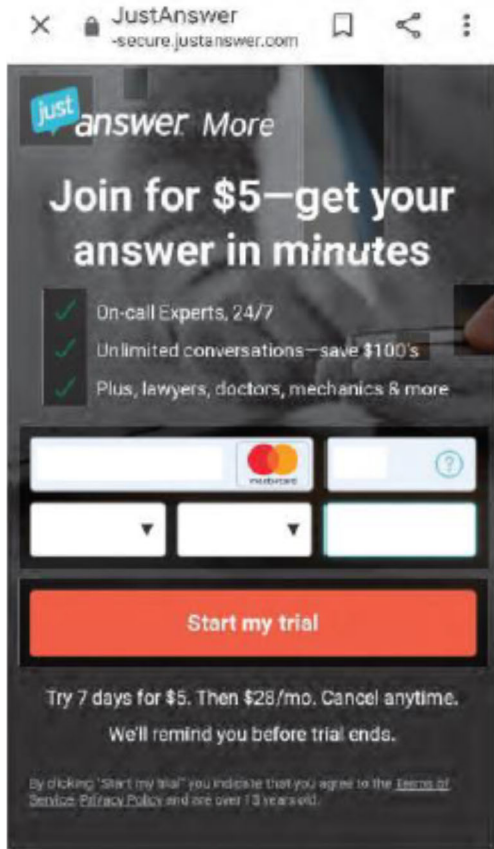 JustAnswer
-secure.justanswer.com
just
answer More
Join for $5—get your
answer in minutes
On-call Experts, 24/7
Unlimited conversations—save $100's
Plus, lawyers, doctors, mechanics & more
mastercard
?
Start my trial
Try 7 days for $5. Then $28/mo. Cancel anytime.
We'll remind you before trial ends.
By clicking "Start my trial" you indicate that you agree to the Terms of
Service, Privacy Policy and are over 13 years old.